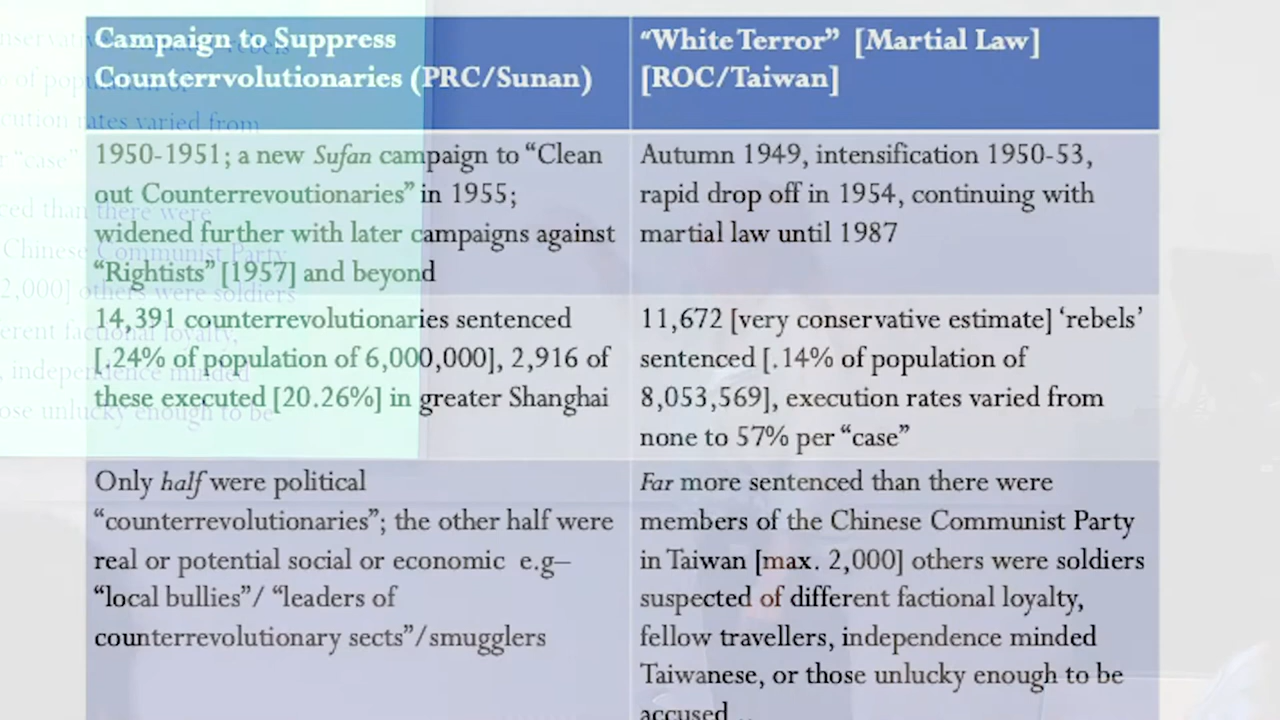 Campaign to Suppress
Counterrvolutionaries (PRC/Sunan)
“White Terror” [Martial Law]
[ROC/Taiwan]
1950-1951; a new Sufan campaign to “Clean
out Counterrevoutionaries” in 1955;
widened further with later campaigns against
“Rightists” [1957] and beyond
Autumn 1949, intensification 1950-53,
rapid drop off in 1954, continuing with
martial law until 1987
14,391 counterrevolutionaries sentenced
[.24% of population of 6,000,000], 2,916 of
these executed [20.26%] in greater Shanghai
11,672 [very conservative estimate] ‘rebels’
sentenced [.14% of population of
8,053,569], execution rates varied from
none to 57% per “case”
Only half were political
“counterrevolutionaries”; the other half were
real or potential social or economic e.g–
“local bullies”/ “leaders of
counterrevolutionary sects”/smugglers
Far more sentenced than there were
members of the Chinese Communist Party
in Taiwan [max. 2,000] others were soldiers
suspected of different factional loyalty,
fellow travellers, independence minded
Taiwanese, or those unlucky enough to be
accused ..